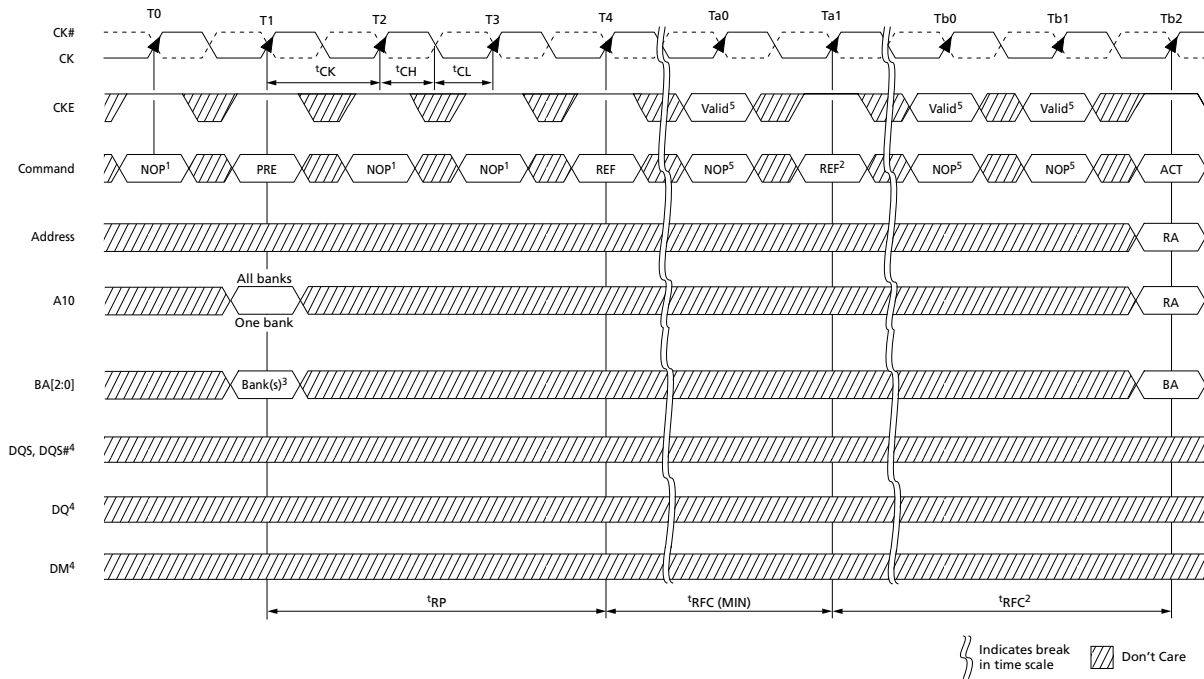 T0 T1 T2 T3 T4 Ta0 Ta1 Tb0 Tb1 Tb2
CK#
CK
tCK tCH tCL
CKE Valid5 Valid5 Valid5
Command NOP1 PRE NOP1 NOP1 REF NOP5 REF2 NOP5 NOP5 ACT
Address RA
All banks
A10 RA
One bank
BA[2:0] Bank(s)3 BA
DQS, DQS#4
DQ4
DM4
tRP tRFC (MIN) tRFC2
Indicates break
in time scale
Don't Care